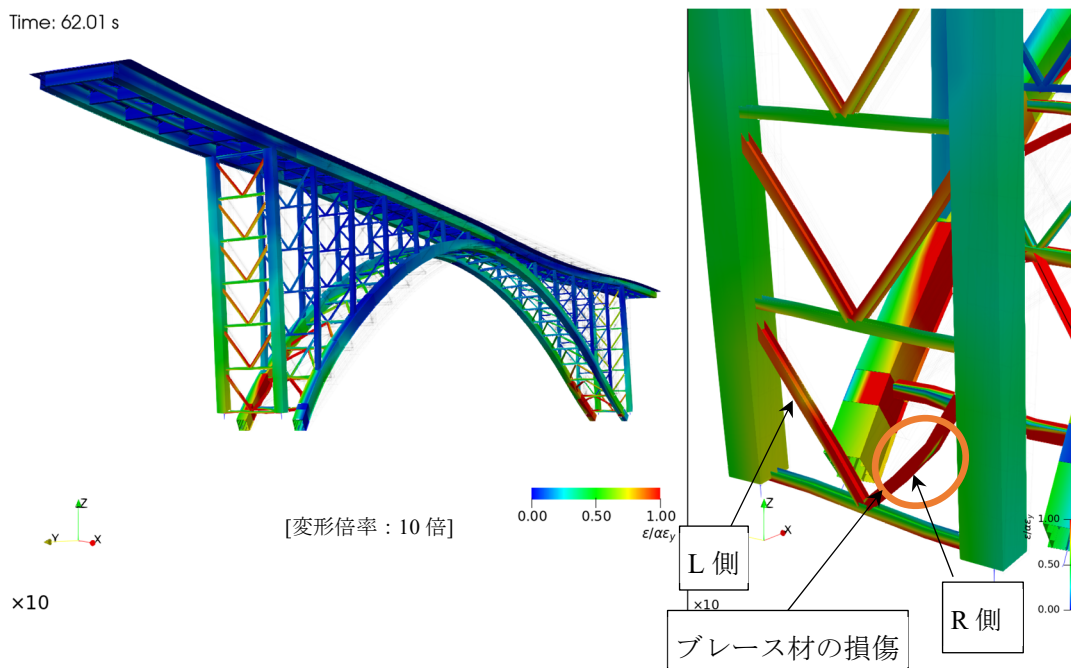 Time: 62.01 s
Z
Y
X
[変形倍率：10 倍]
0.00 0.50 1.00
ε/αεy
×10
L 側
Z
X
×10
ブレース材の損傷
R 側
ε/αεy
1.00
0.50
0.00